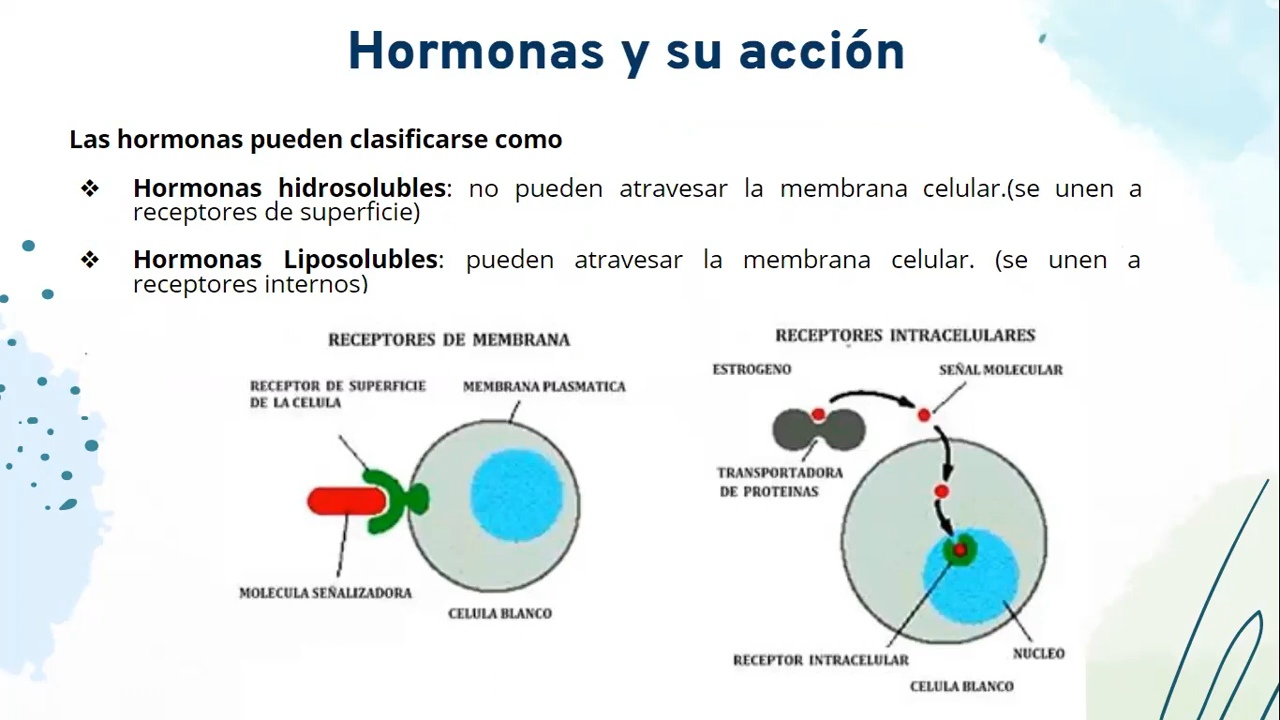 Hormonas y su acción
Las hormonas pueden clasificarse como
❖ Hormonas hidrosolubles: no pueden atravesar la membrana celular.(se unen a
receptores de superficie)
❖ Hormonas Liposolubles: pueden atravesar la membrana celular. (se unen a
receptores internos)
RECEPTORES DE MEMBRANA
RECEPTOR DE SUPERFICIE
DE LA CELULA
MEMBRANA PLASMATICA
MOLECULA SEÑALIZADORA
CELULA BLANCO
RECEPTORES INTRACELULARES
ESTROGENO
SEÑAL MOLECULAR
TRANSPORTADORA
DE PROTEINAS
RECEPTOR INTRACELULAR
NUCLEO
CELULA BLANCO